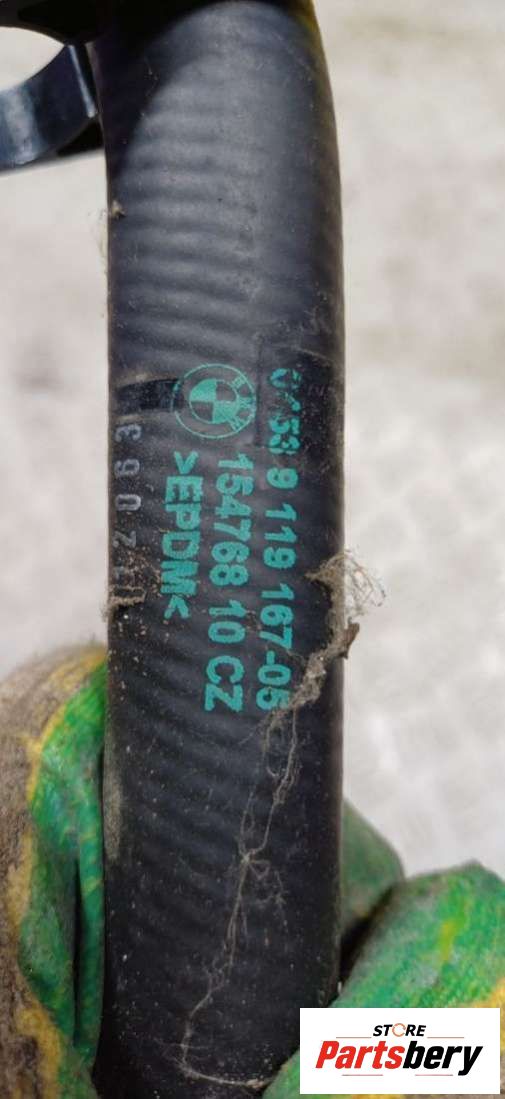 9 119 167-05
154768 10 CZ
>EPDM<
STORE
Partsbery